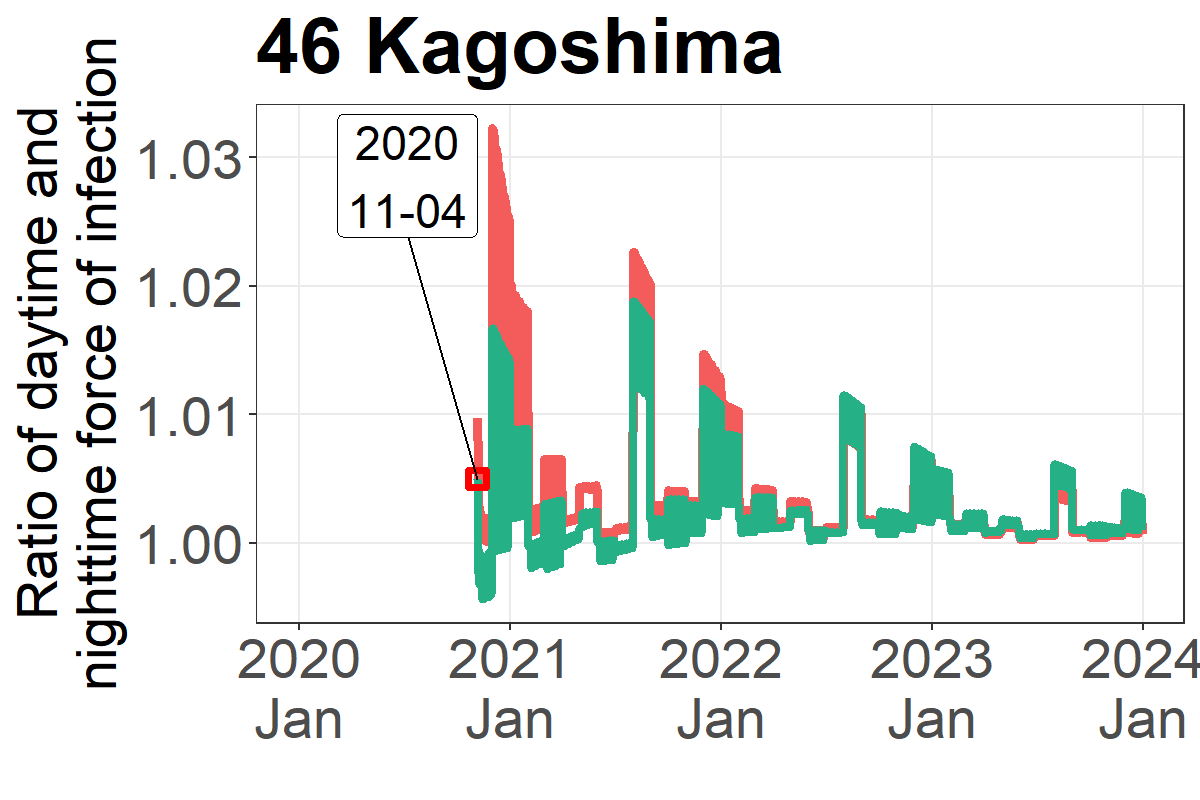 46 Kagoshima
Ratio of daytime and
nighttime force of infection
1.03
1.02
1.01
1.00
2020
11-04
2020
Jan
2021
Jan
2022
Jan
2023
Jan
2024
Jan